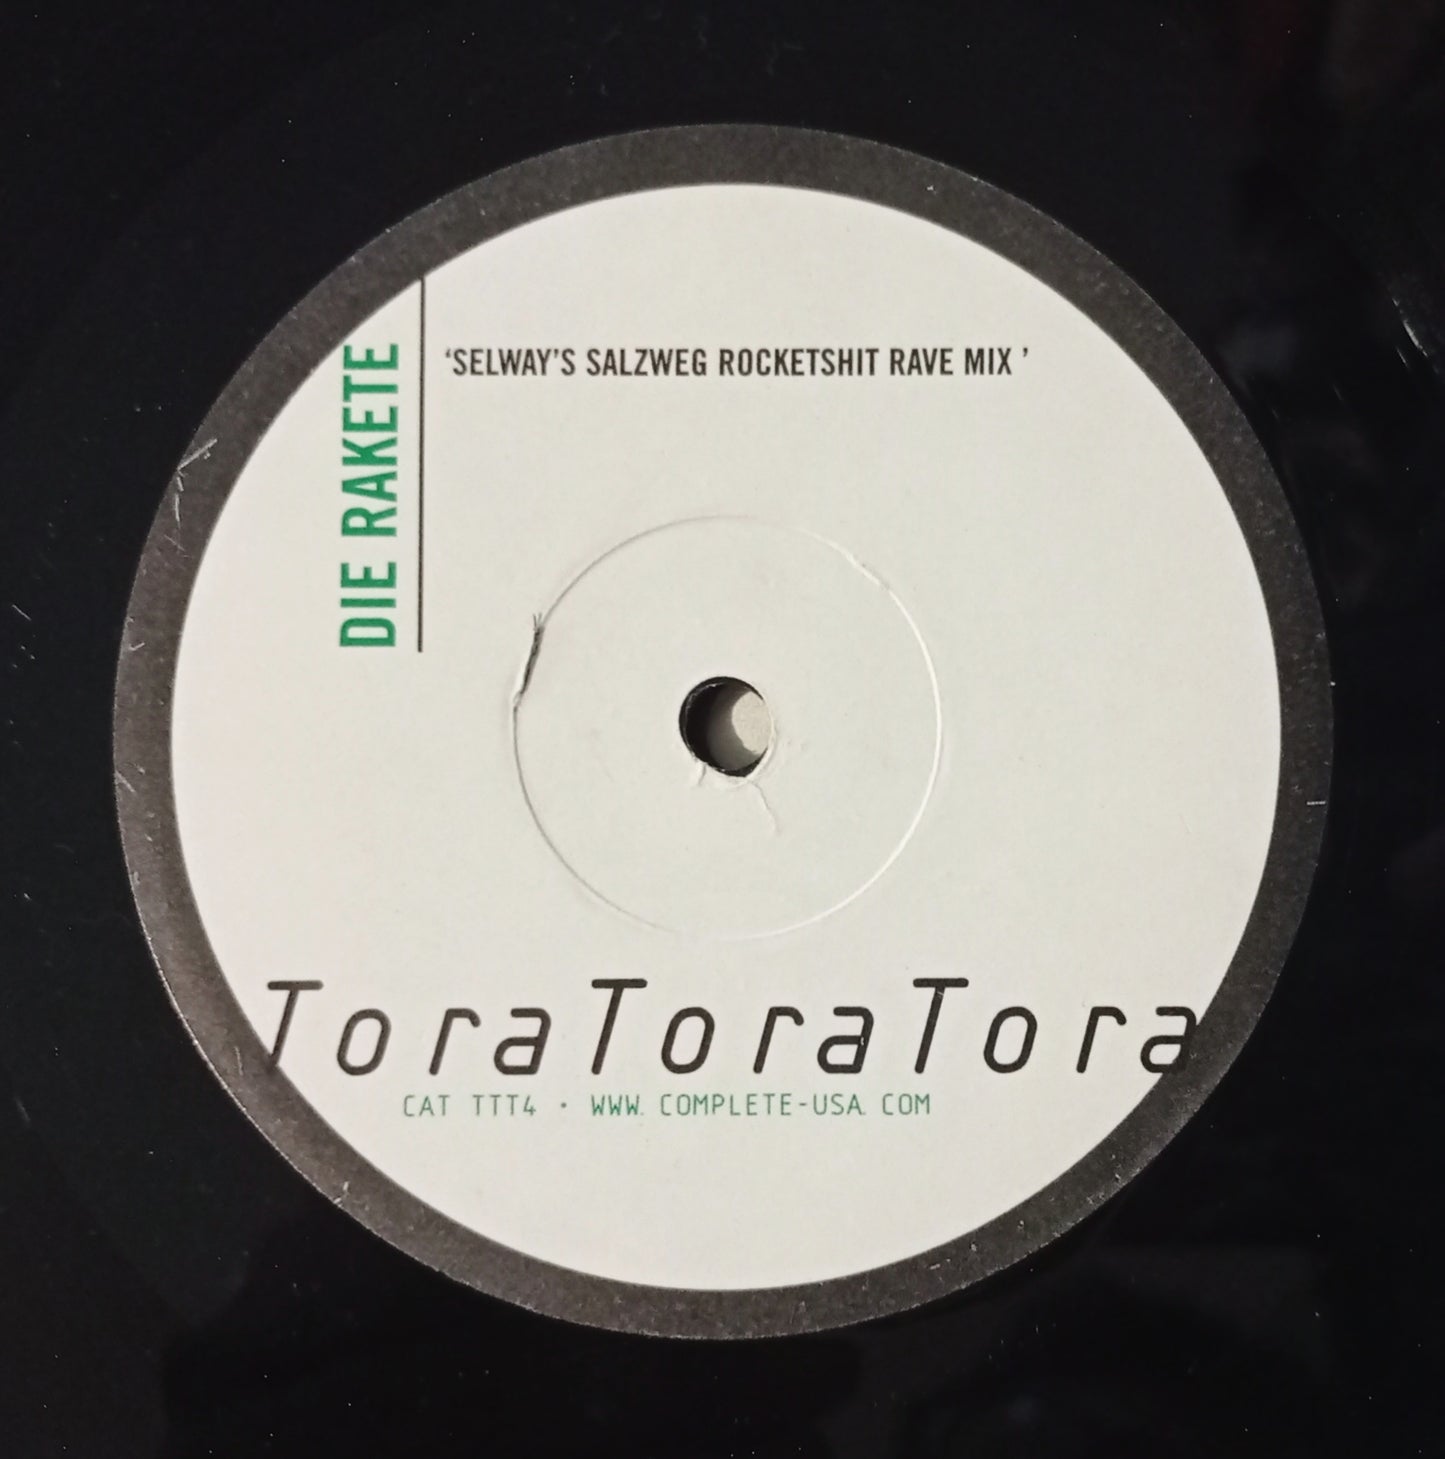 DIE RAKETE
‘SELWAY’S SALZWEG ROCKETSHIT RAVE MIX ’
ToraToraTora
CAT TTT4 · WWW. COMPLETE-USA. COM